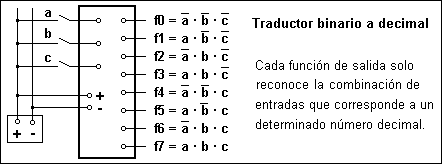 Traductor binario a decimal
a
b
c
+
-
+ -
f0 = a̅ · b̅ · c̅
f1 = a̅ · b̅ · c
f2 = a̅ · b · c̅
f3 = a̅ · b · c
f4 = a · b̅ · c̅
f5 = a · b̅ · c
f6 = a · b · c̅
f7 = a · b · c
Cada función de salida solo
reconoce la combinación de
entradas que corresponde a un
determinado número decimal.